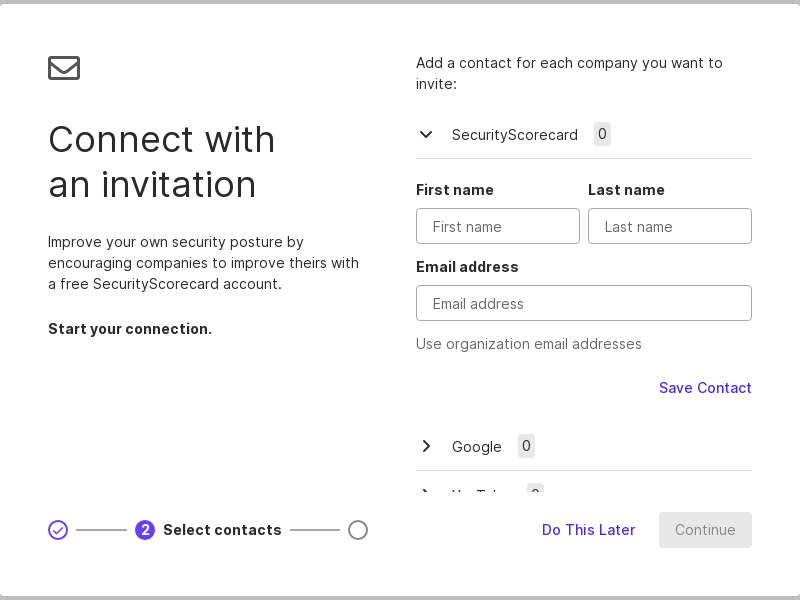 Connect with
an invitation
Improve your own security posture by
encouraging companies to improve theirs with
a free SecurityScorecard account.
Start your connection.
2 Select contacts
Add a contact for each company you want to
invite:
SecurityScorecard 0
First name Last name
First name Last name
Email address
Email address
Use organization email addresses
Save Contact
Google 0
Do This Later Continue